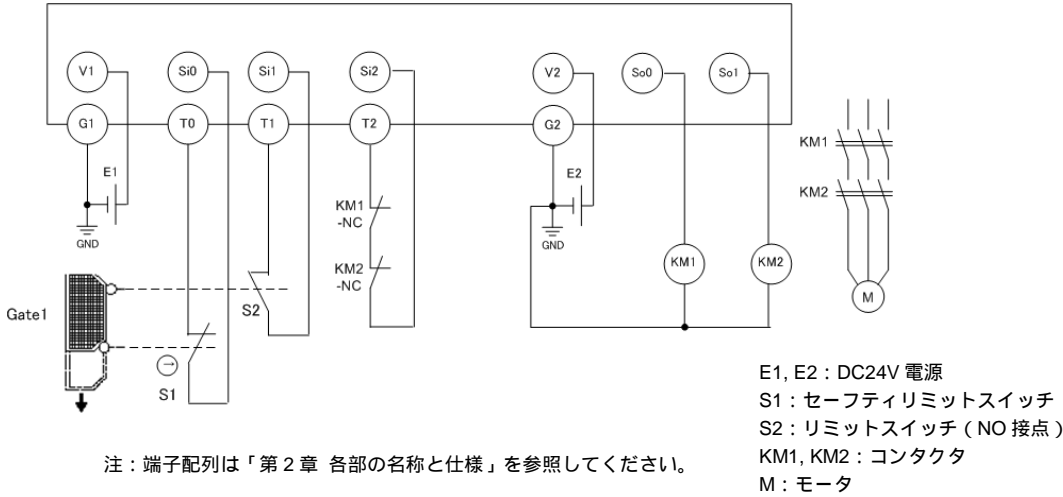 V1 Si0 Si1 Si2 V2 So0 So1
G1 T0 T1 T2 G2
E1 E2
GND GND
KM1
-NC
KM2
-NC
KM1 KM2
KM1
KM2
M
Gate1
S2
S1
E1, E2：DC24V 電源
S1：セーフティリミットスイッチ
S2：リミットスイッチ（NO 接点）
KM1, KM2：コンタクタ
M：モータ
注：端子配列は「第２章 各部の名称と仕様」を参照してください。